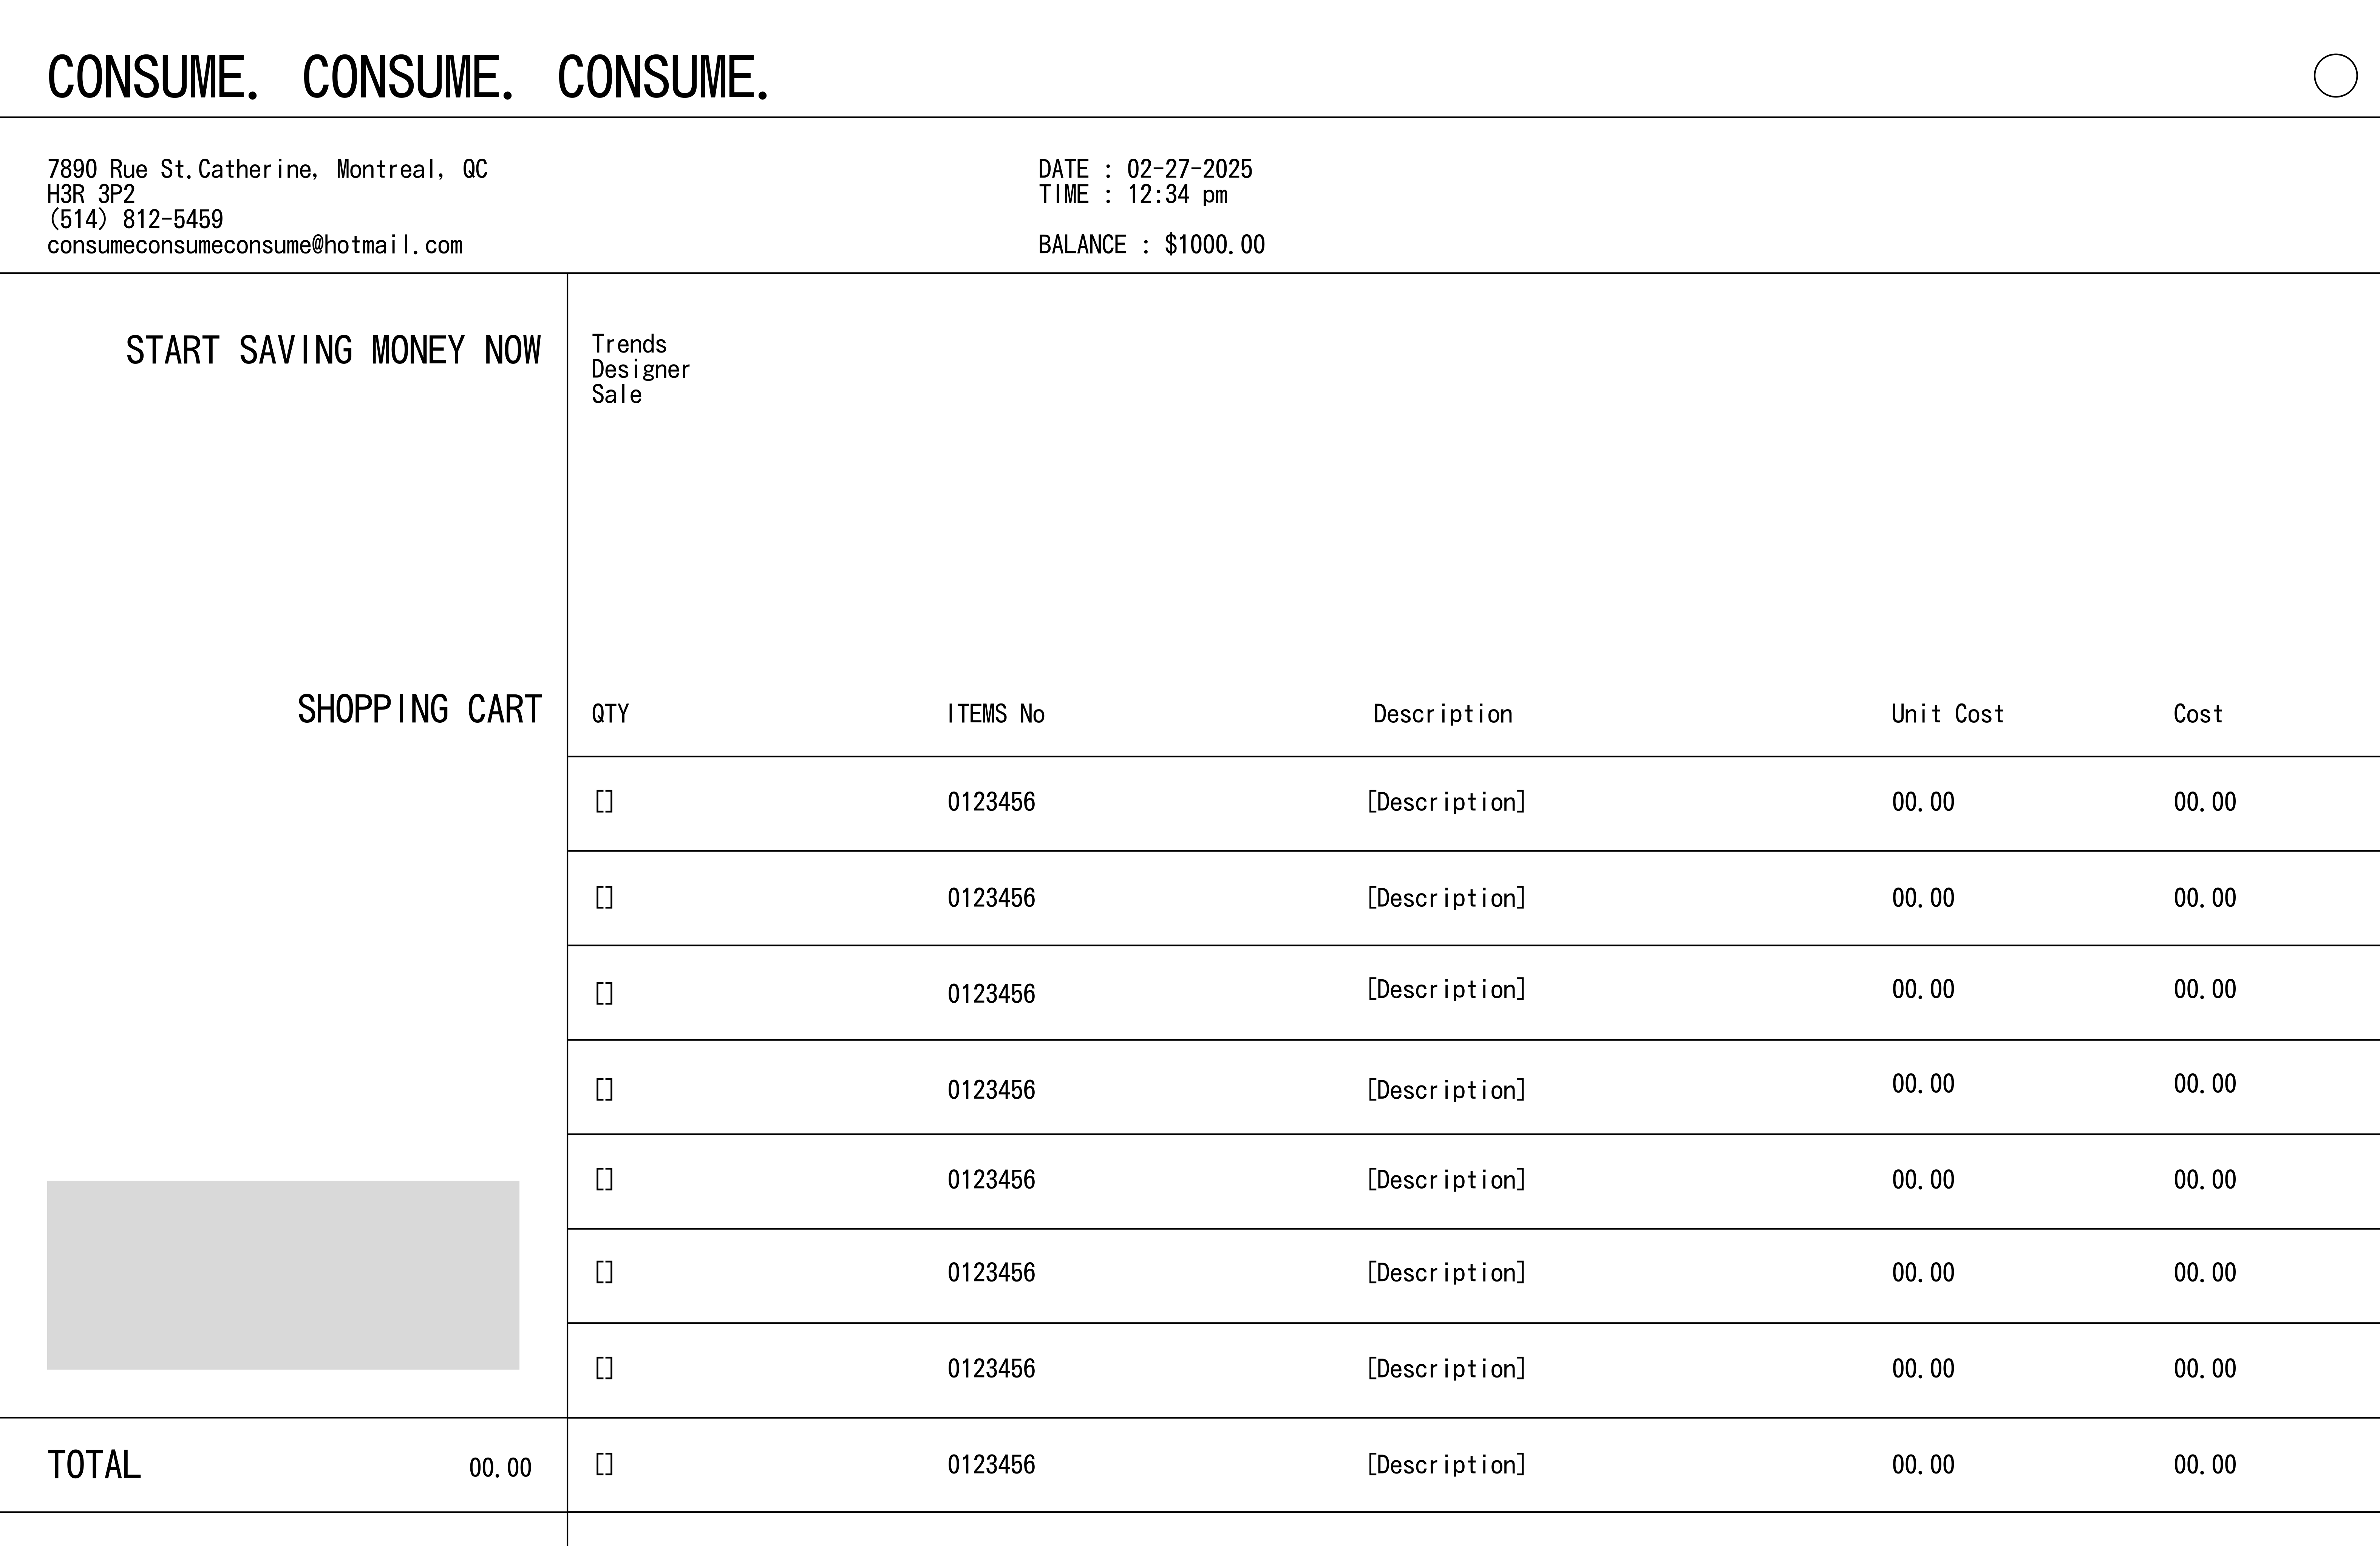 CONSUME. CONSUME. CONSUME.
7890 Rue St.Catherine, Montreal, QC
H3R 3P2
(514) 812-5459
consumeconsumeconsume@hotmail.com
DATE : 02-27-2025
TIME : 12:34 pm
BALANCE : $1000.00
START SAVING MONEY NOW
Trends
Designer
Sale
SHOPPING CART
QTY ITEMS No Description Unit Cost Cost
[] 0123456 [Description] 00.00 00.00
[] 0123456 [Description] 00.00 00.00
[] 0123456 [Description] 00.00 00.00
[] 0123456 [Description] 00.00 00.00
[] 0123456 [Description] 00.00 00.00
[] 0123456 [Description] 00.00 00.00
[] 0123456 [Description] 00.00 00.00
TOTAL 00.00
[] 0123456 [Description] 00.00 00.00